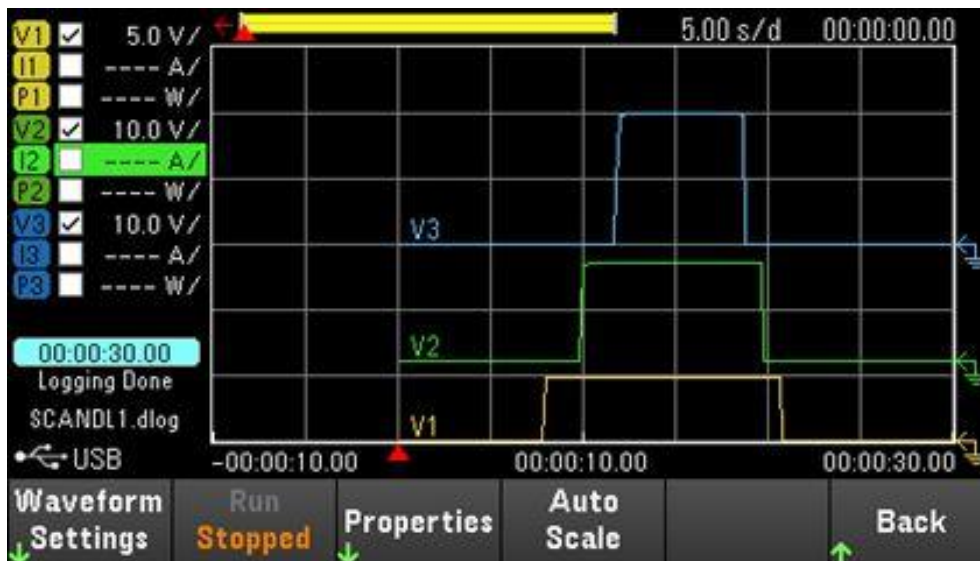 5.00 s/d 00:00:00.00
V1 5.0 V/
I1 ---- A/
P1 ---- W/
V2 10.0 V/
I2 ---- A/
P2 ---- W/
V3 10.0 V/
I3 ---- A/
P3 ---- W/
V3
V2
V1
00:00:30.00
Logging Done
SCANDL1.dlog
USB
-00:00:10.00 00:00:10.00 00:00:30.00
Waveform Settings
Run Stopped
Properties
Auto Scale
Back